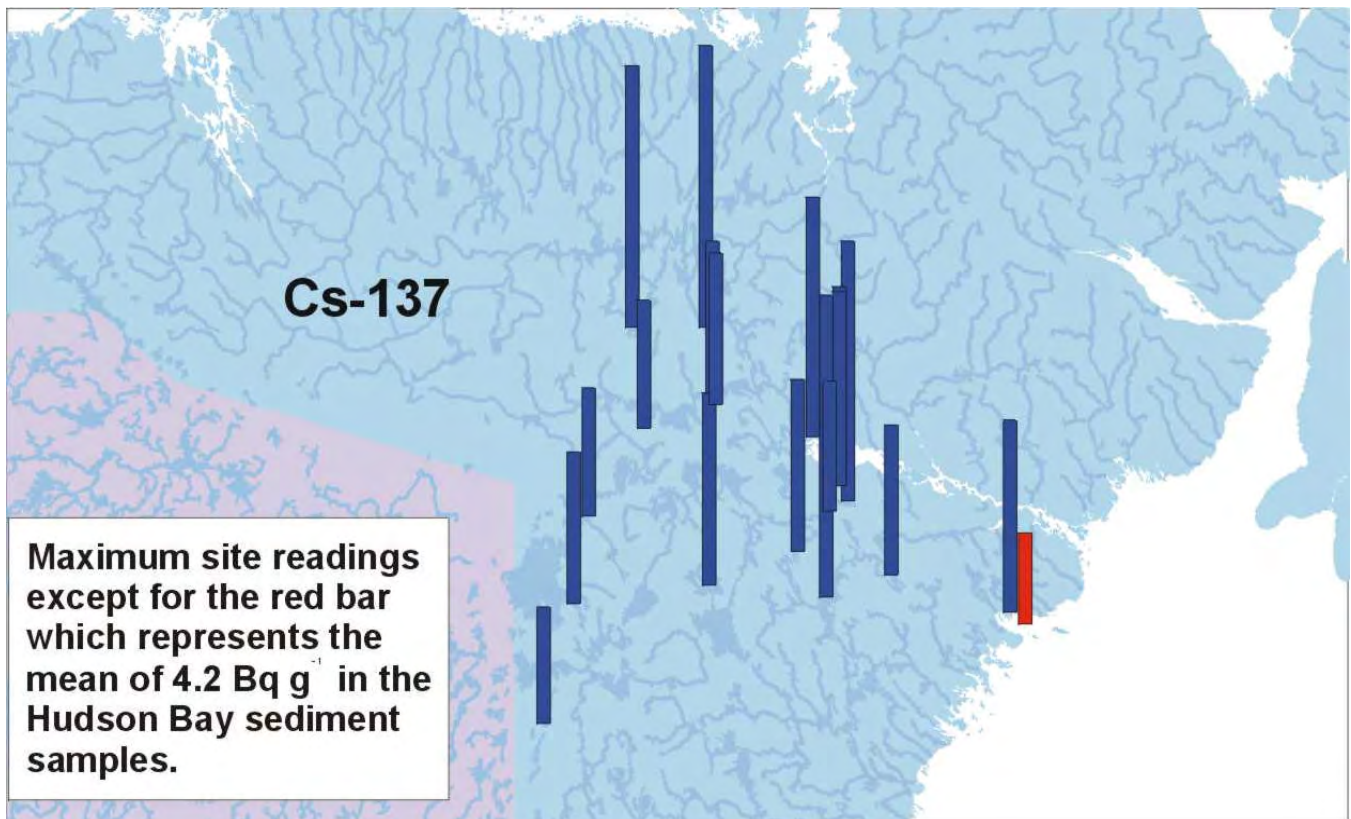 Cs-137
Maximum site readings
except for the red bar
which represents the
mean of 4.2 Bq g⁻¹ in the
Hudson Bay sediment
samples.